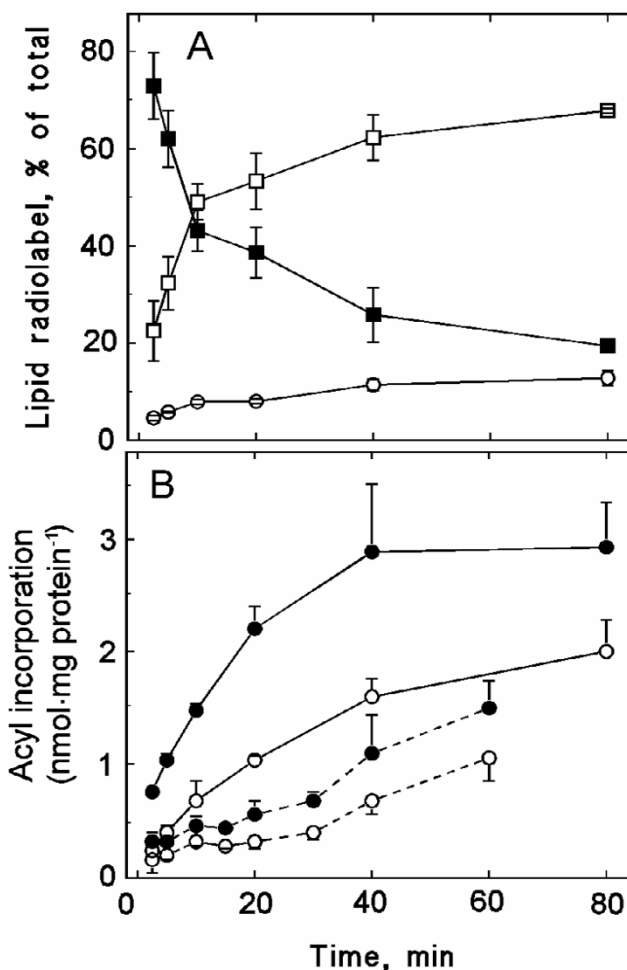 A
80
60
40
20
0
Lipid radiolabel, % of total
B
3
2
1
0
Acyl incorporation
(nmol·mg protein⁻¹)
0 20 40 60 80
Time, min